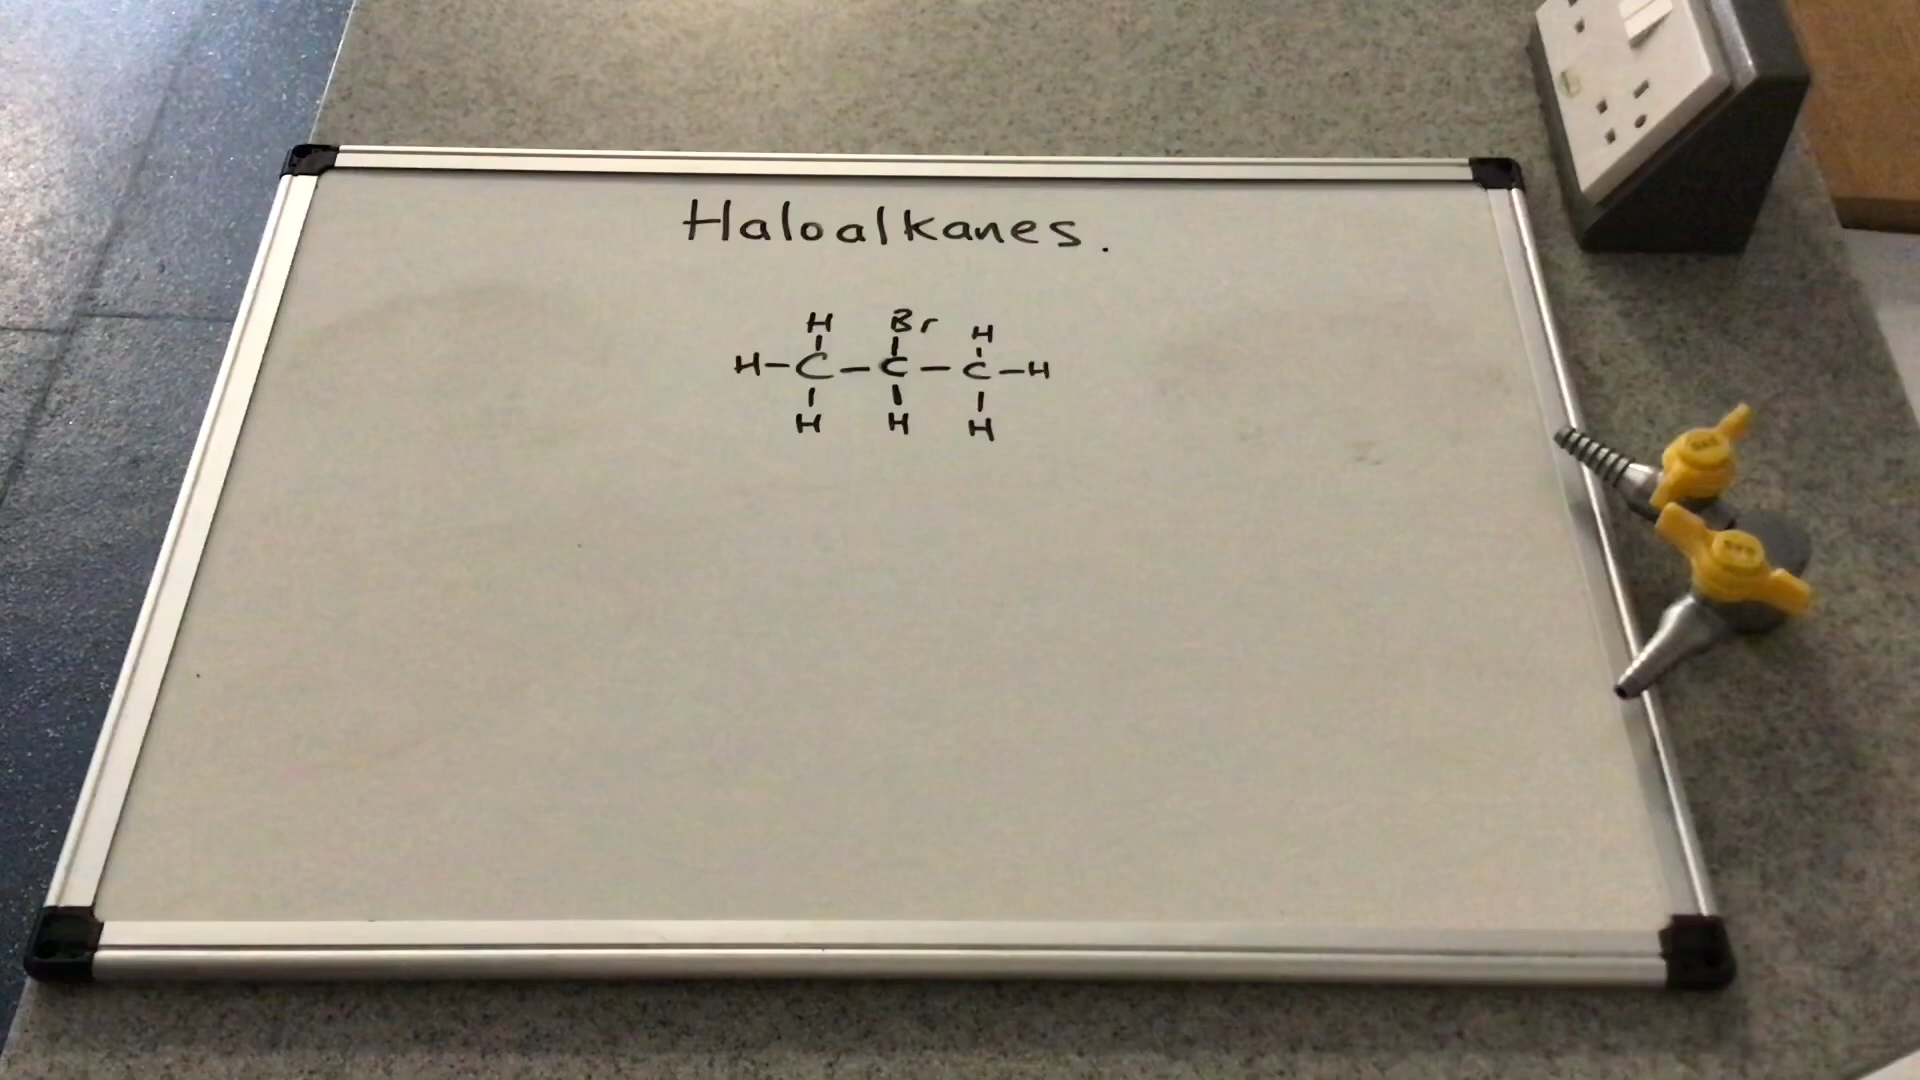 Haloalkanes.
H Br H
H-C-C-C-H
H H H